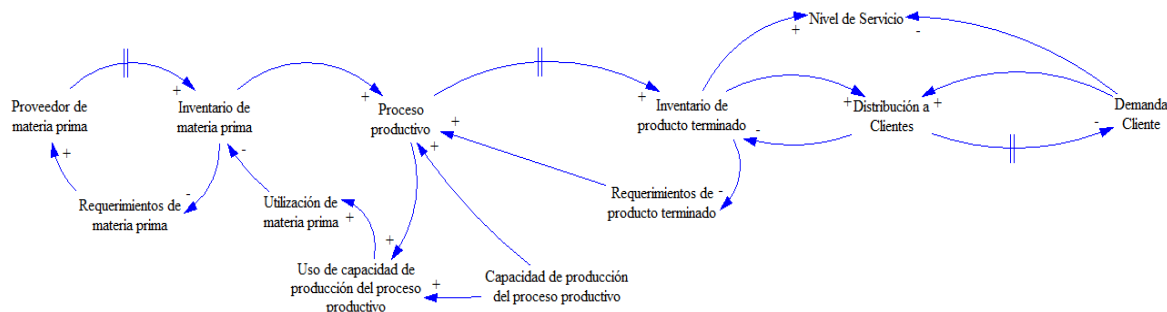 Nivel de Servicio
+
-
Proveedor de
materia prima
+
Inventario de
materia prima
+
Proceso
productivo
+
Inventario de
producto terminado
+
Distribución a
Clientes
+
Demanda
Cliente
-
+
-
+
+
-
Requerimientos de
materia prima
-
Utilización de
materia prima
+
Requerimientos de
producto terminado
-
+
Uso de capacidad de
producción del proceso
productivo
+
Capacidad de producción
del proceso productivo